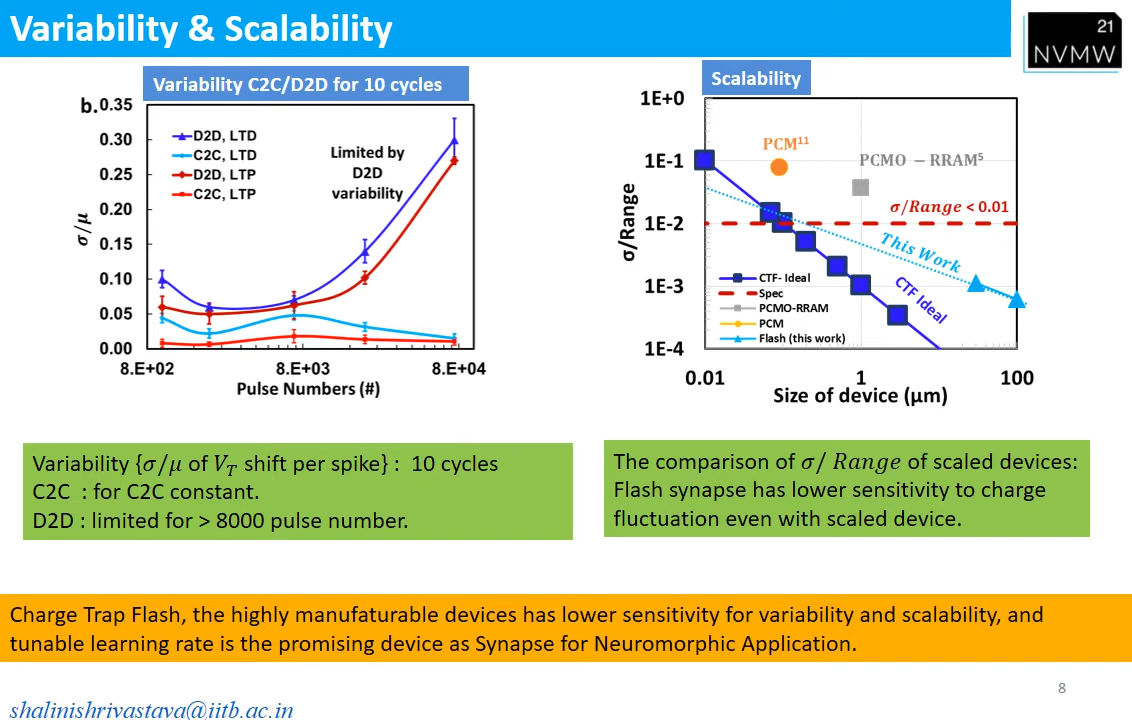 Variability & Scalability
21
NVMW
Variability C2C/D2D for 10 cycles
b.
0.35
0.30
0.25
0.20
0.15
0.10
0.05
0.00
σ/μ
D2D, LTD
C2C, LTD
D2D, LTP
C2C, LTP
Limited by
D2D
variability
8.E+02
8.E+03
8.E+04
Pulse Numbers (#)
Scalability
1E+0
1E-1
1E-2
1E-3
1E-4
σ/Range
PCM¹¹
PCMO − RRAM⁵
σ/Range < 0.01
This Work
CTF Ideal
CTF- Ideal
Spec
PCMO-RRAM
PCM
Flash (this work)
0.01
1
100
Size of device (μm)
Variability {σ/μ of V_T shift per spike} : 10 cycles
C2C : for C2C constant.
D2D : limited for > 8000 pulse number.
The comparison of σ/ Range of scaled devices:
Flash synapse has lower sensitivity to charge
fluctuation even with scaled device.
Charge Trap Flash, the highly manufaturable devices has lower sensitivity for variability and scalability, and
tunable learning rate is the promising device as Synapse for Neuromorphic Application.
8
shalinishrivastava@iitb.ac.in